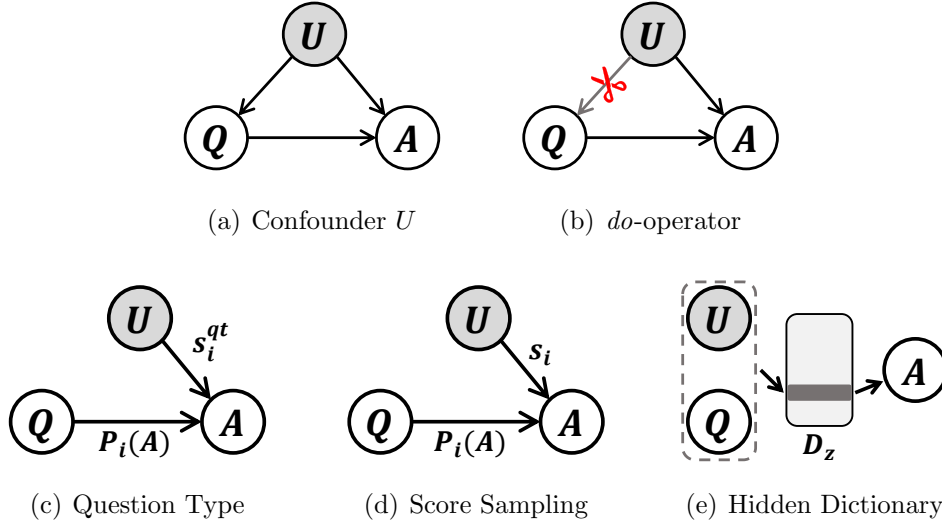 U U
Q A Q A
(a) Confounder U (b) do-operator
U U U
s_i^{qt} s_i
A
Q A Q A Q
P_i(A) P_i(A) D_z
(c) Question Type (d) Score Sampling (e) Hidden Dictionary